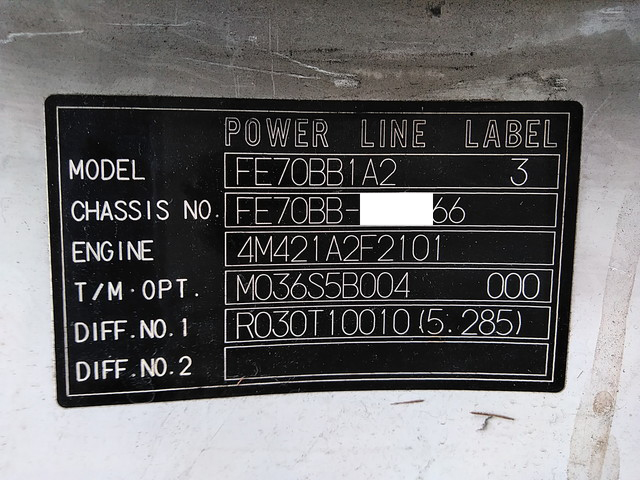 POWER LINE LABEL
MODEL FE70BB1A2 3
CHASSIS NO. FE70BB- 66
ENGINE 4M421A2F2101
T/M·OPT. M036S5B004 000
DIFF.NO.1 R030T10010(5.285)
DIFF.NO.2